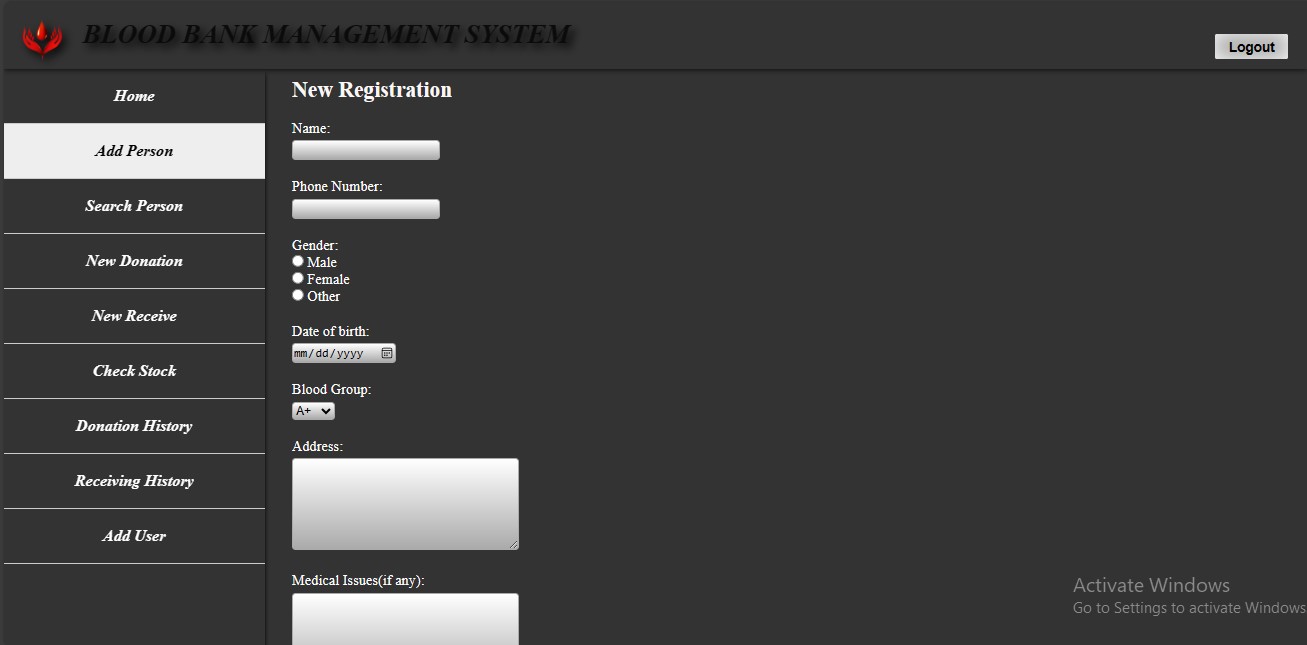 BLOOD BANK MANAGEMENT SYSTEM
Logout
Home
Add Person
Search Person
New Donation
New Receive
Check Stock
Donation History
Receiving History
Add User
New Registration
Name:
Phone Number:
Gender:
Male
Female
Other
Date of birth:
mm/dd/yyyy
Blood Group:
A+
Address:
Medical Issues(if any):
Activate Windows
Go to Settings to activate Windows